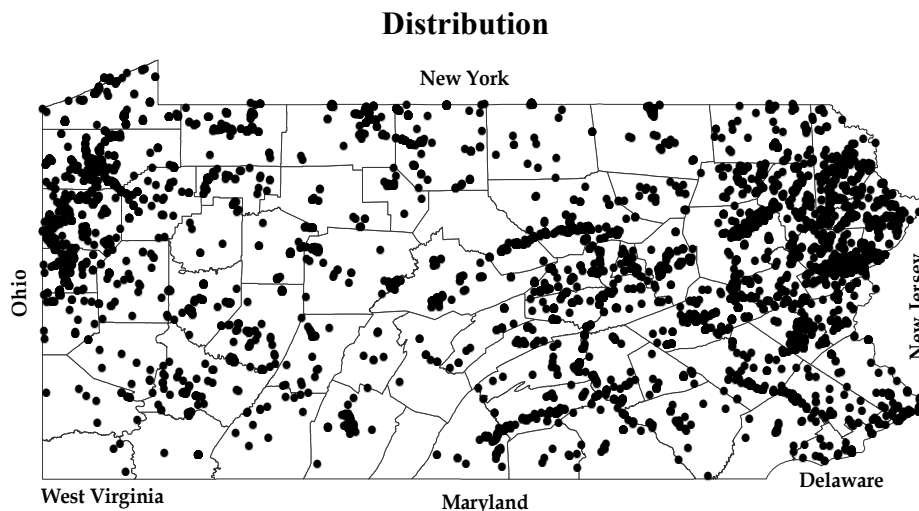 Distribution
New York
Ohio
New Jersey
West Virginia
Maryland
Delaware